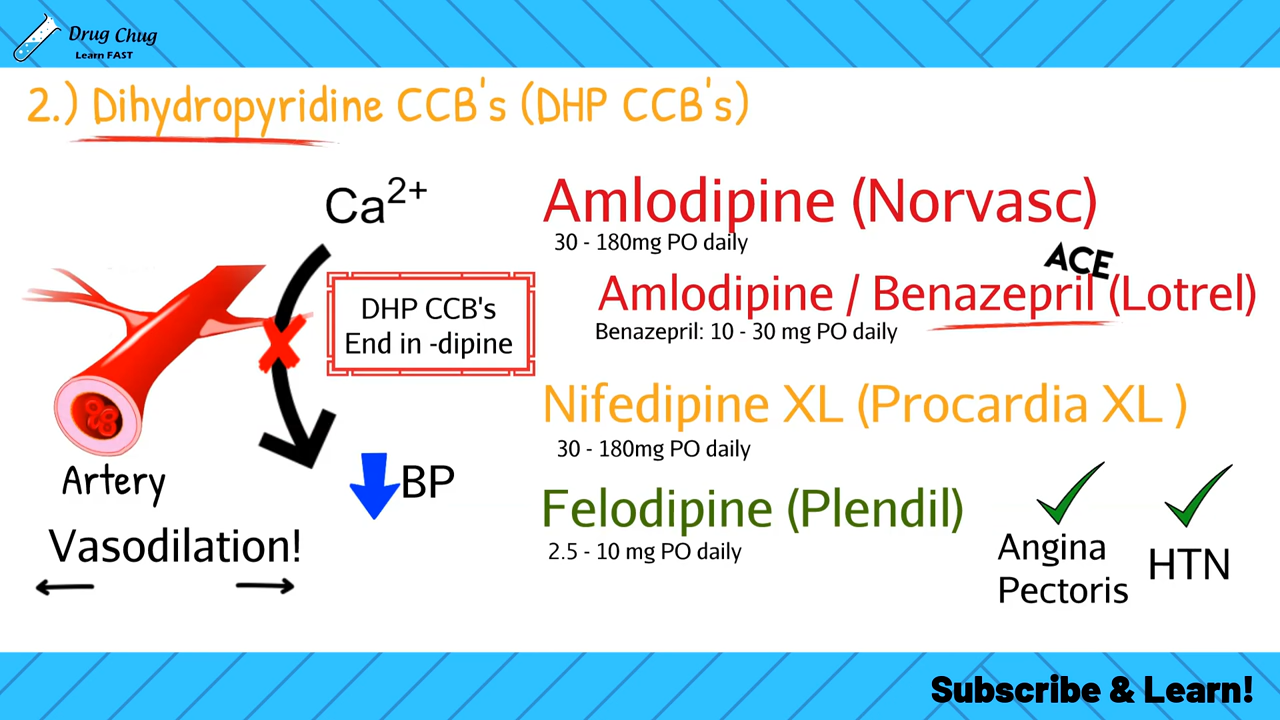 Drug Chug
Learn FAST
2.) Dihydropyridine CCB's (DHP CCB's)
Ca2+
DHP CCB's
End in -dipine
Artery
BP
Vasodilation!
Amlodipine (Norvasc)
30 - 180mg PO daily
ACE
Amlodipine / Benazepril (Lotrel)
Benazepril: 10 - 30 mg PO daily
Nifedipine XL (Procardia XL )
30 - 180mg PO daily
Felodipine (Plendil)
2.5 - 10 mg PO daily
Angina
Pectoris
HTN
Subscribe & Learn!